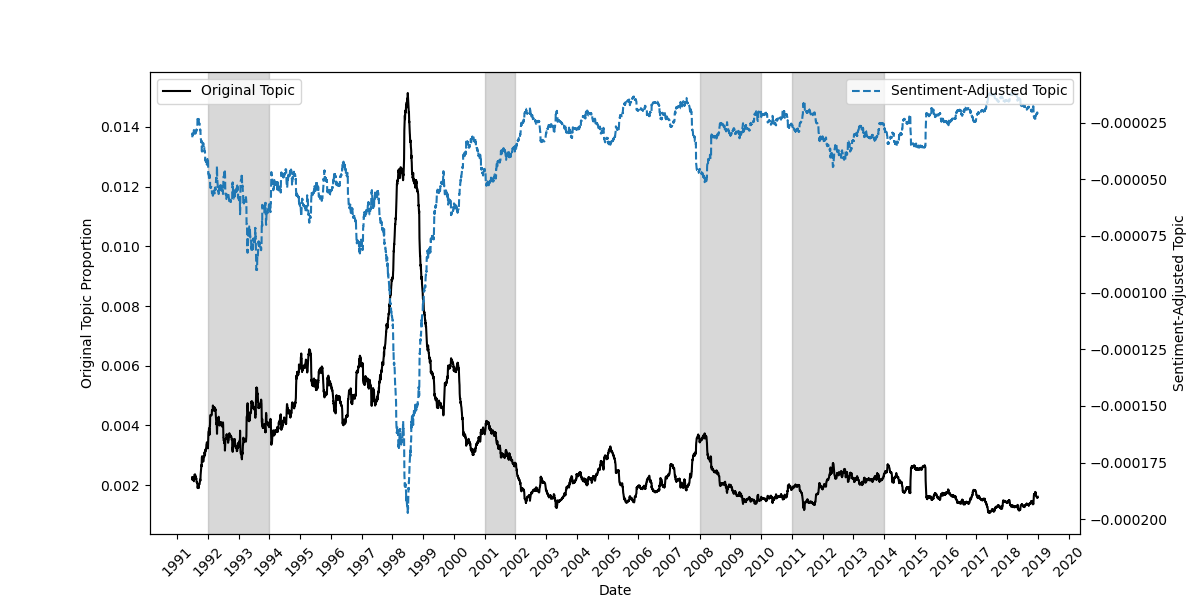 Original Topic
Sentiment-Adjusted Topic
Original Topic Proportion
0.014
0.012
0.010
0.008
0.006
0.004
0.002
−0.000025
−0.000050
−0.000075
−0.000100
−0.000125
−0.000150
−0.000175
−0.000200
Sentiment-Adjusted Topic
1991 1992 1993 1994 1995 1996 1997 1998 1999 2000 2001 2002 2003 2004 2005 2006 2007 2008 2009 2010 2011 2012 2013 2014 2015 2016 2017 2018 2019 2020
Date